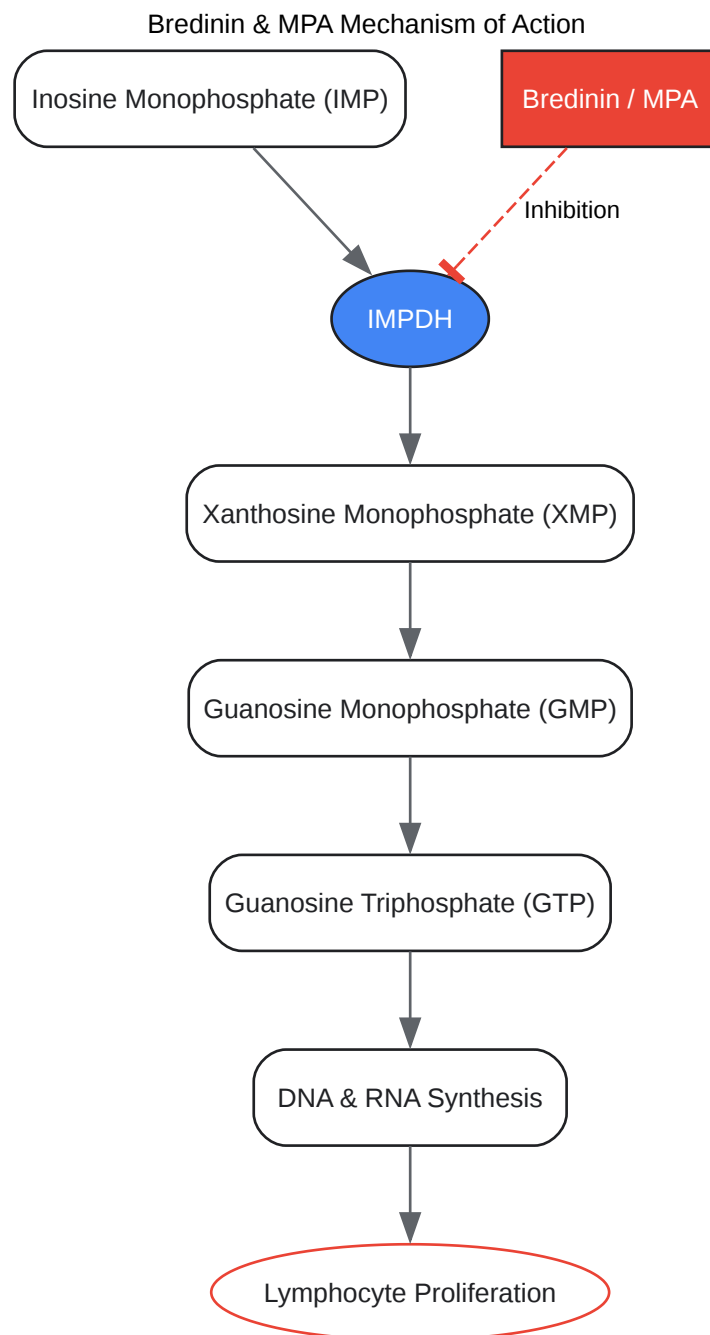 Bredinin & MPA Mechanism of Action
Inosine Monophosphate (IMP)
Bredinin / MPA
Inhibition
IMPDH
Xanthosine Monophosphate (XMP)
Guanosine Monophosphate (GMP)
Guanosine Triphosphate (GTP)
DNA & RNA Synthesis
Lymphocyte Proliferation